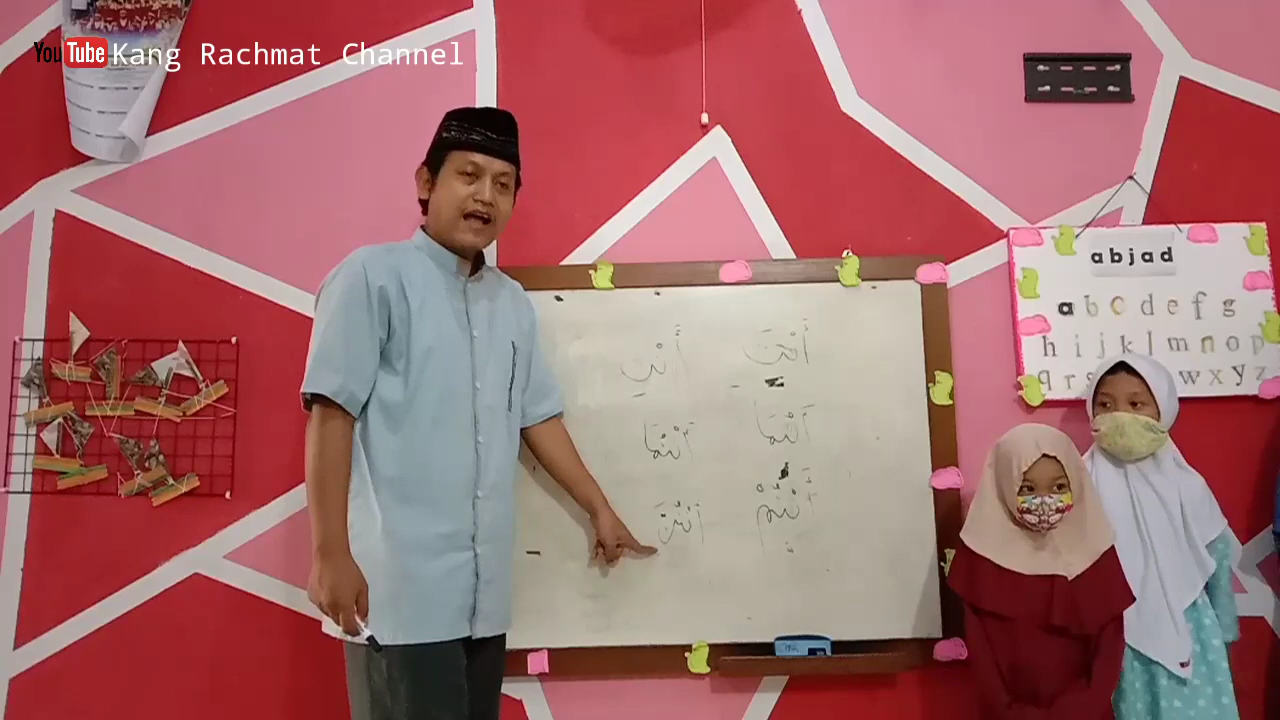 YouTube Kang Rachmat Channel
abjad
a b c d e f g
h i j k l m n o p
q r s w x y z
أَنْتَ أَنْتِ
أَنْتُمَا أَنْتُمَا
أَنْتُمْ أَنْتُنَّ